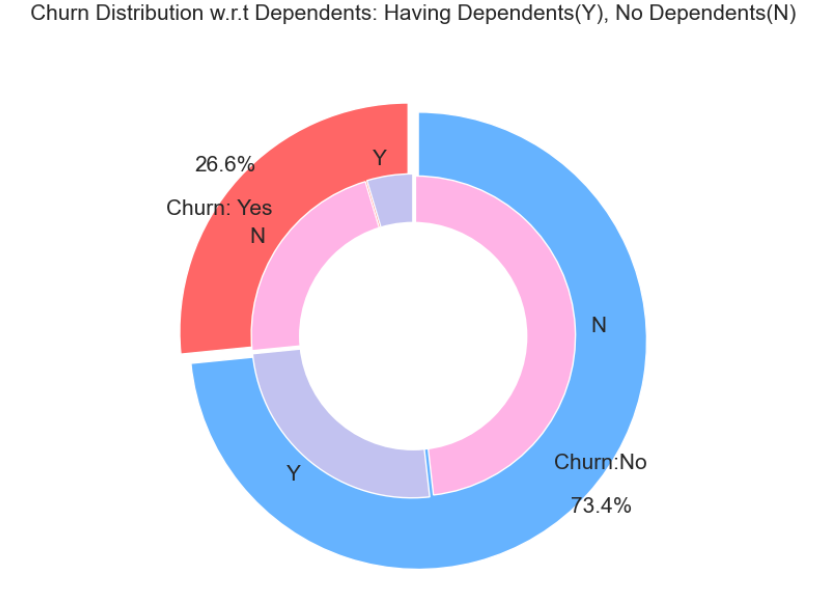 Churn Distribution w.r.t Dependents: Having Dependents(Y), No Dependents(N)
Y
26.6%
Churn: Yes
N
N
Churn:No
Y
73.4%